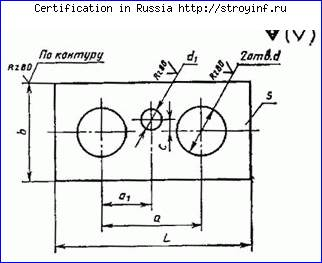 Certification in Russia http://stroyinf.ru
По контуру
Rz80
Rz80
d₁
Rz80
2отв.d
(√)
s
b
c
a₁
a
L